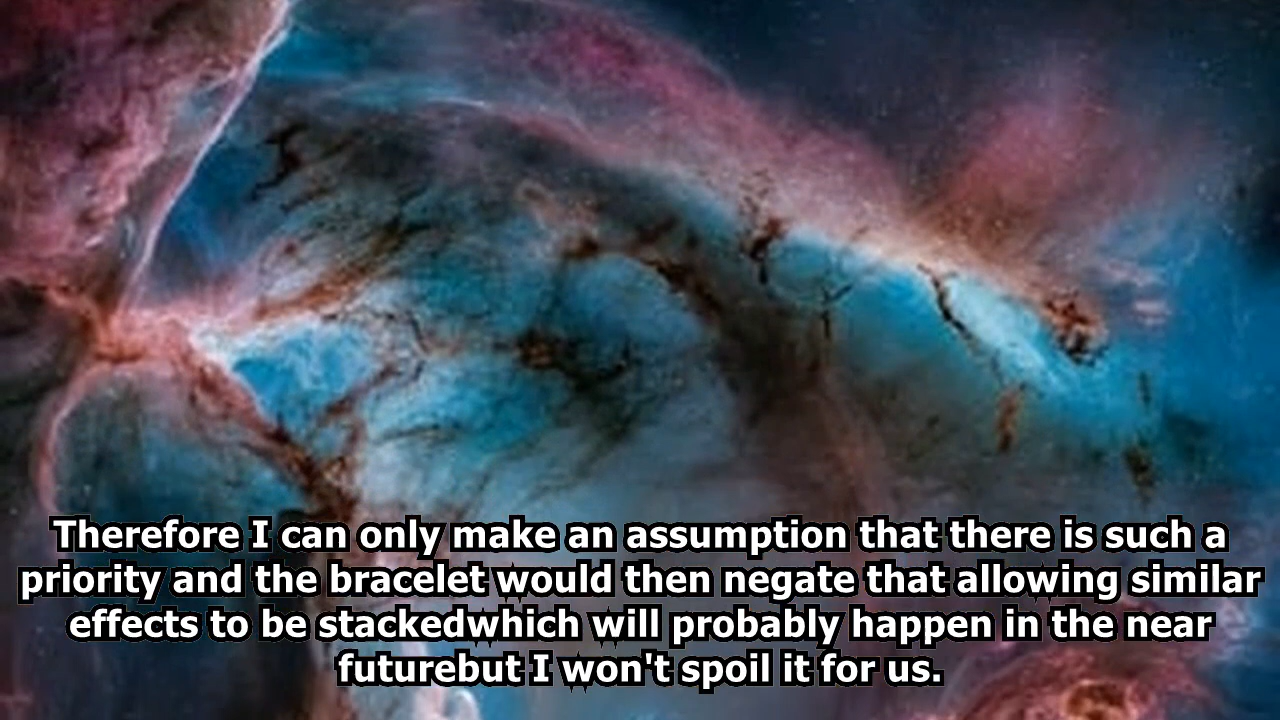 Therefore I can only make an assumption that there is such a
priority and the bracelet would then negate that allowing similar
effects to be stackedwhich will probably happen in the near
futurebut I won't spoil it for us.